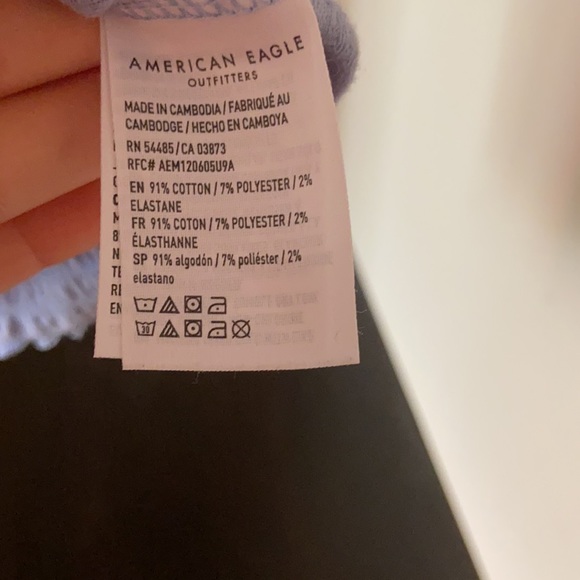 AMERICAN EAGLE
OUTFITTERS
MADE IN CAMBODIA / FABRIQUÉ AU
CAMBODGE / HECHO EN CAMBOYA
RN 54485 / CA 03873
RFC# AEM120605U9A
EN 91% COTTON / 7% POLYESTER / 2%
ELASTANE
FR 91% COTON / 7% POLYESTER / 2%
ÉLASTHANNE
SP 91% algodón / 7% poliéster / 2%
elastano
30